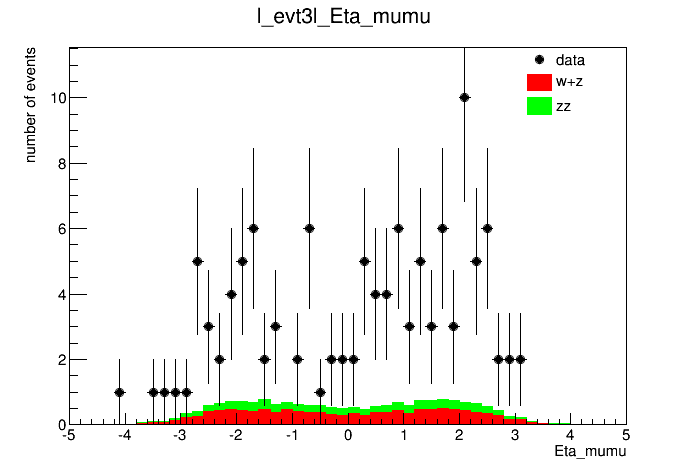 l_evt3l_Eta_mumu
number of events
data
w+z
zz
10
8
6
4
2
0
-5 -4 -3 -2 -1 0 1 2 3 4 5
Eta_mumu